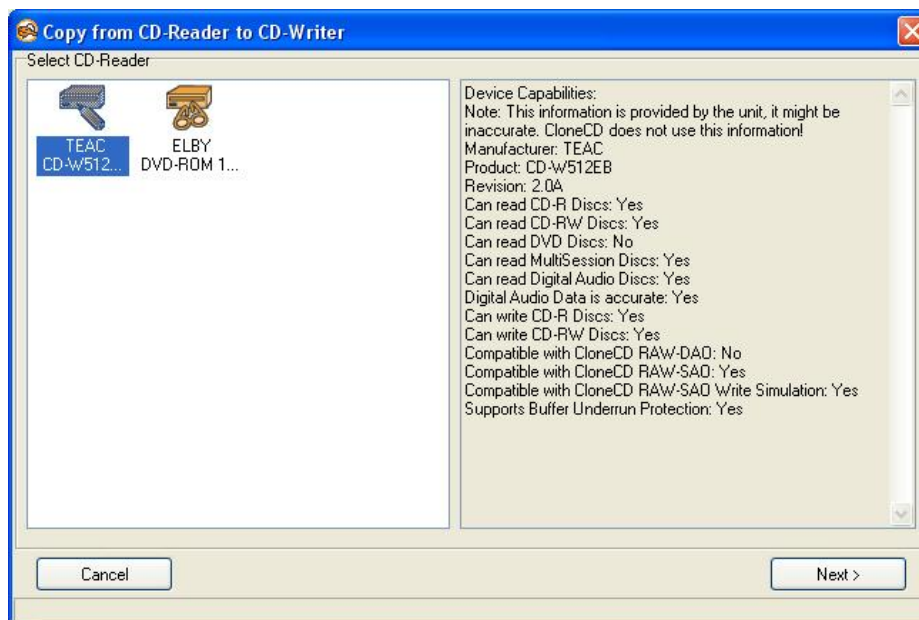 Copy from CD-Reader to CD-Writer
Select CD-Reader
TEAC
CD-W512...
ELBY
DVD-ROM 1...
Device Capabilities:
Note: This information is provided by the unit, it might be
inaccurate. CloneCD does not use this information!
Manufacturer: TEAC
Product: CD-W512EB
Revision: 2.0A
Can read CD-R Discs: Yes
Can read CD-RW Discs: Yes
Can read DVD Discs: No
Can read MultiSession Discs: Yes
Can read Digital Audio Discs: Yes
Digital Audio Data is accurate: Yes
Can write CD-R Discs: Yes
Can write CD-RW Discs: Yes
Compatible with CloneCD RAW-DAO: No
Compatible with CloneCD RAW-SAO: Yes
Compatible with CloneCD RAW-SAO Write Simulation: Yes
Supports Buffer Underrun Protection: Yes
Cancel
Next >